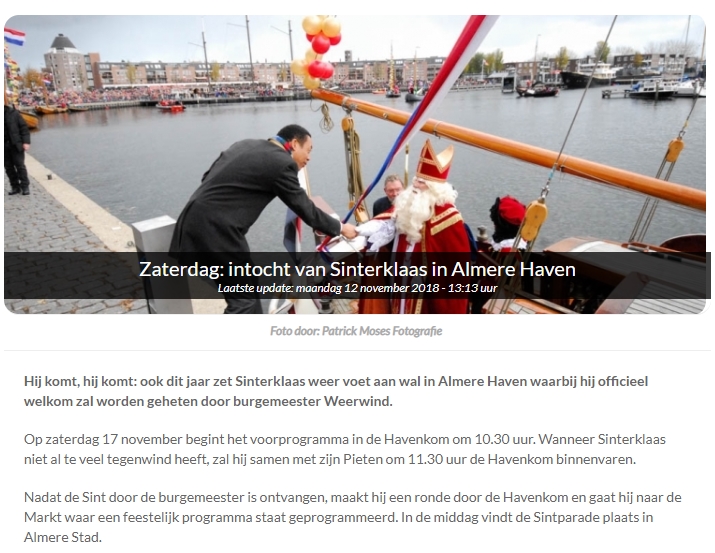 Zaterdag: intocht van Sinterklaas in Almere Haven
Laatste update: maandag 12 november 2018 - 13:13 uur
Foto door: Patrick Moses Fotografie
Hij komt, hij komt: ook dit jaar zet Sinterklaas weer voet aan wal in Almere Haven waarbij hij officieel
welkom zal worden geheten door burgemeester Weerwind.
Op zaterdag 17 november begint het voorprogramma in de Havenkom om 10.30 uur. Wanneer Sinterklaas
niet al te veel tegenwind heeft, zal hij samen met zijn Pieten om 11.30 uur de Havenkom binnenvaren.
Nadat de Sint door de burgemeester is ontvangen, maakt hij een ronde door de Havenkom en gaat hij naar de
Markt waar een feestelijk programma staat geprogrammeerd. In de middag vindt de Sintparade plaats in
Almere Stad.